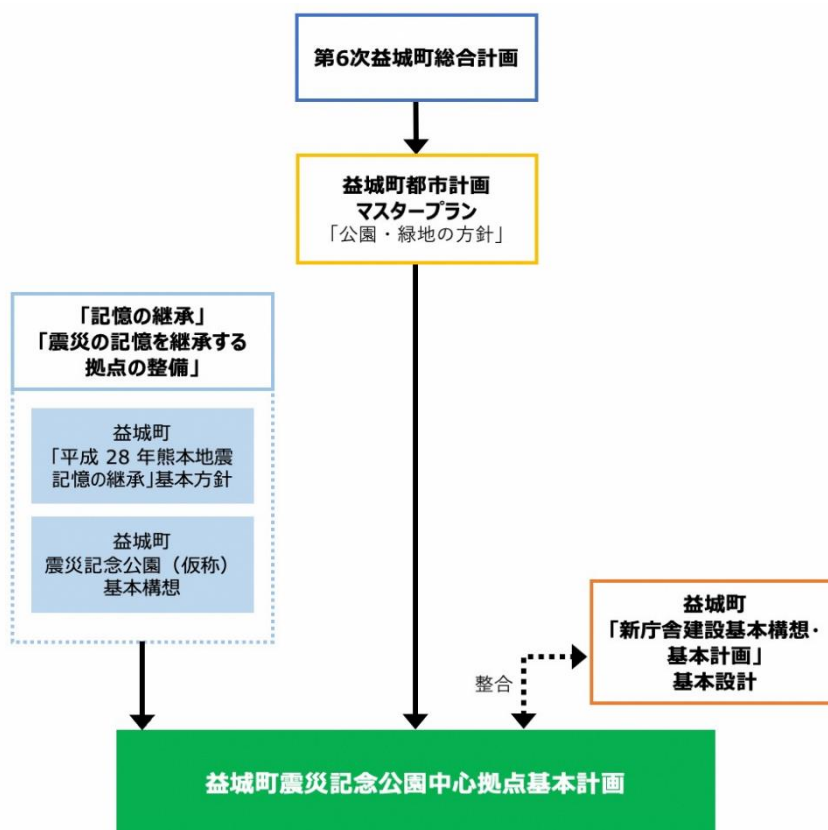 第6次益城町総合計画
益城町都市計画
マスタープラン
「公園・緑地の方針」
「記憶の継承」
「震災の記憶を継承する
拠点の整備」
益城町
「平成 28 年熊本地震
記憶の継承」基本方針
益城町
震災記念公園（仮称）
基本構想
益城町
「新庁舎建設基本構想・
基本計画」
基本設計
整合
益城町震災記念公園中心拠点基本計画